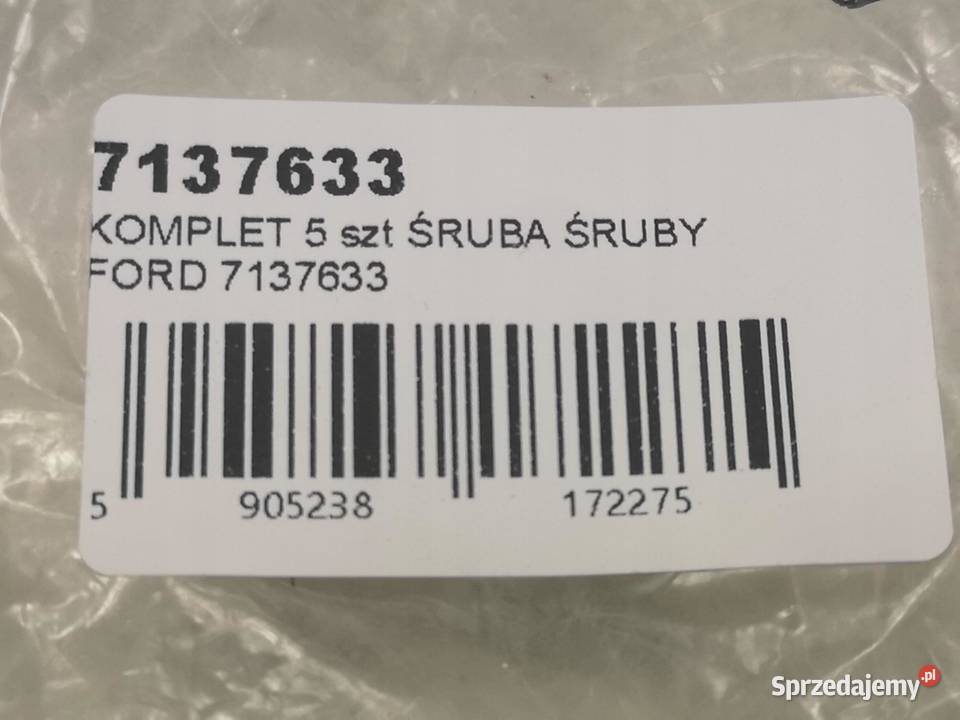 7137633
KOMPLET 5 szt ŚRUBA ŚRUBY
FORD 7137633
5 905238 172275
Sprzedajemy.pl